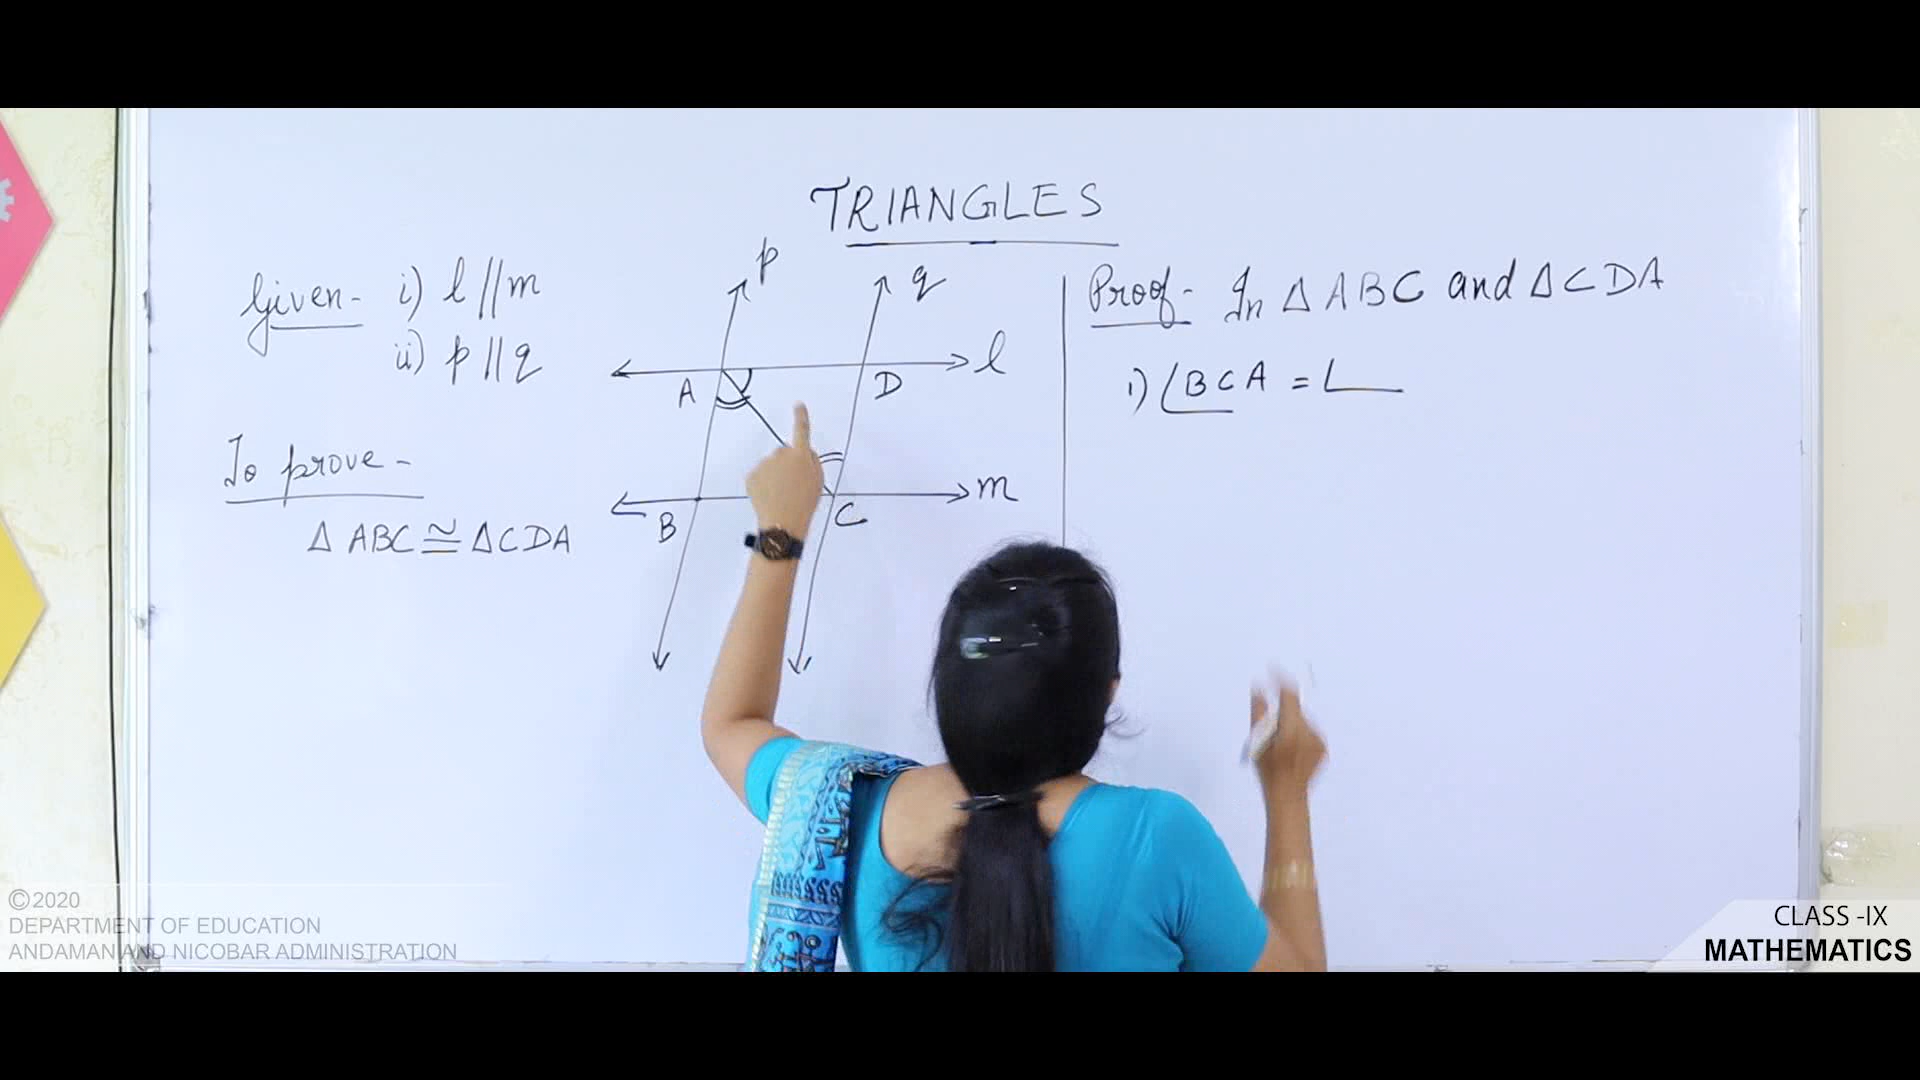 TRIANGLES
Given- i) l // m
ii) p // q
To prove -
Δ ABC ≅ Δ CDA
p
q
l
A
D
m
B
C
Proof- In Δ ABC and Δ CDA
i) ∠BCA = ∠
©2020
DEPARTMENT OF EDUCATION
ANDAMAN AND NICOBAR ADMINISTRATION
CLASS -IX
MATHEMATICS